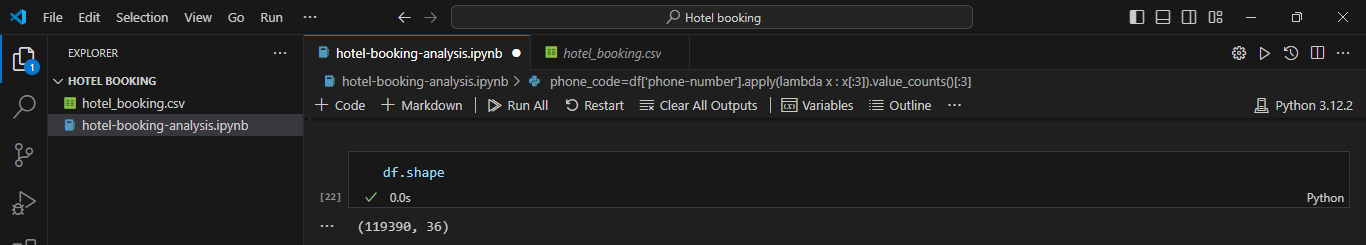 File Edit Selection View Go Run ··· Hotel booking
EXPLORER ···
HOTEL BOOKING
hotel_booking.csv
hotel-booking-analysis.ipynb
1
hotel-booking-analysis.ipynb ● hotel_booking.csv ···
hotel-booking-analysis.ipynb > phone_code=df['phone-number'].apply(lambda x : x[:3]).value_counts()[:3]
+ Code + Markdown | Run All Restart Clear All Outputs | Variables Outline ··· Python 3.12.2
df.shape
[22] ✓ 0.0s Python
··· (119390, 36)